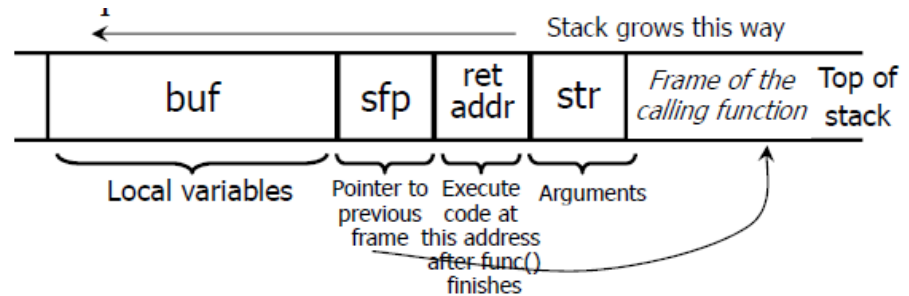 Stack grows this way
buf
sfp
ret
addr
str
Frame of the
calling function
Top of
stack
Local variables
Pointer to
previous
frame
Execute
code at
this address
after func()
finishes
Arguments